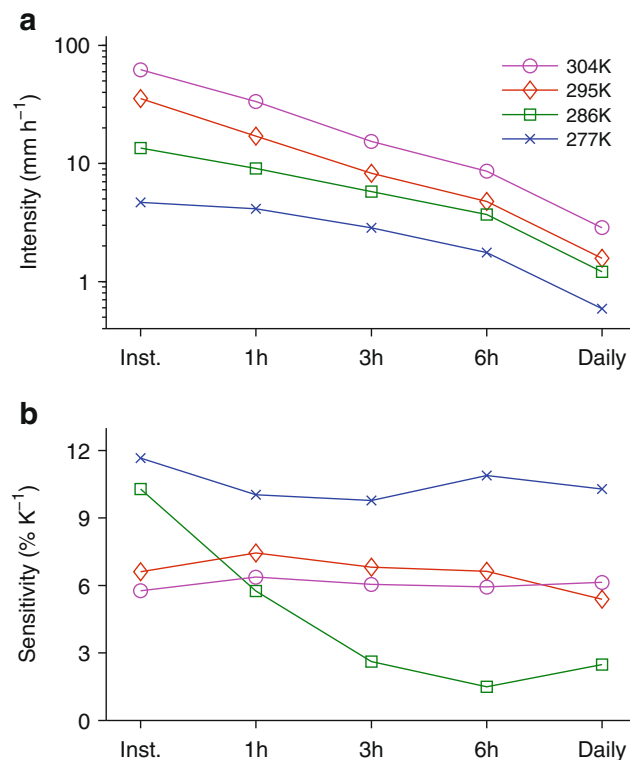 a
100
10
1
Intensity (mm h⁻¹)
304K
295K
286K
277K
Inst. 1h 3h 6h Daily
b
12
9
6
3
0
Sensitivity (% K⁻¹)
Inst. 1h 3h 6h Daily